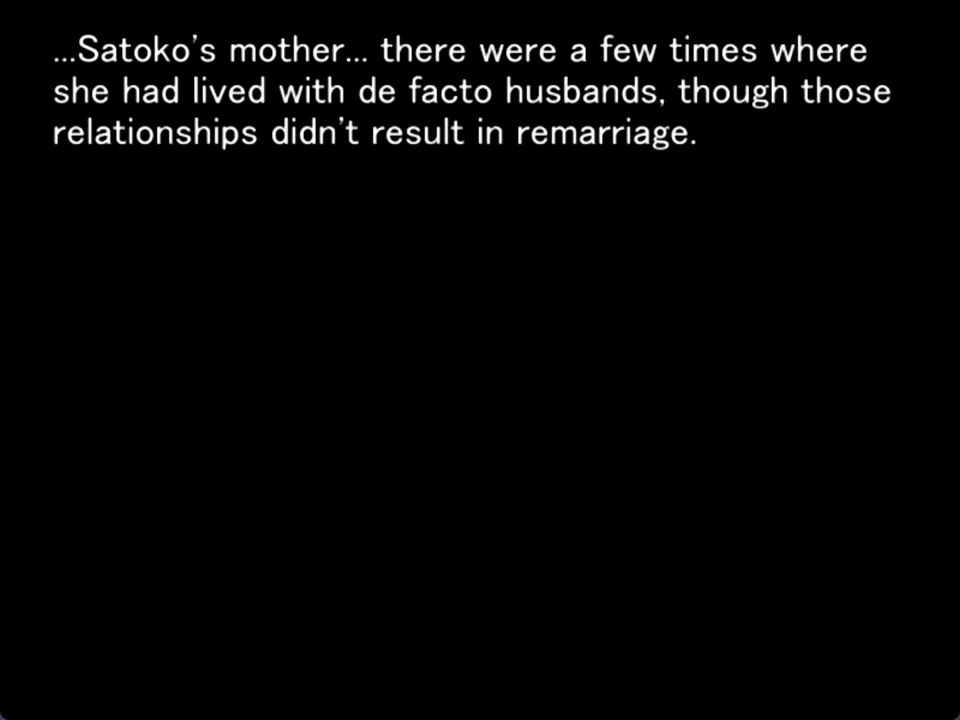 ...Satoko's mother... there were a few times where
she had lived with de facto husbands, though those
relationships didn't result in remarriage.